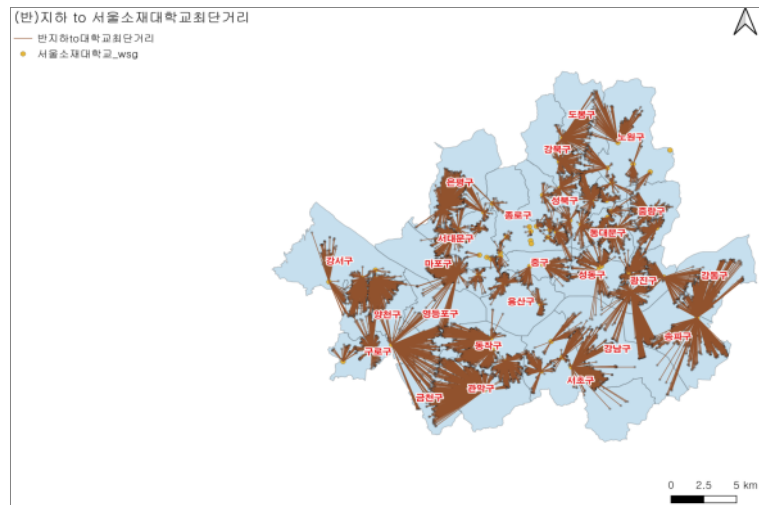 (반)지하 to 서울소재대학교최단거리
반지하to대학교최단거리
서울소재대학교_wsg
도봉구
노원구
강북구
은평구
성북구
중랑구
종로구
서대문구
동대문구
강서구
마포구
중구
성동구
광진구
강동구
용산구
양천구
영등포구
송파구
구로구
동작구
강남구
서초구
관악구
금천구
0 2.5 5 km